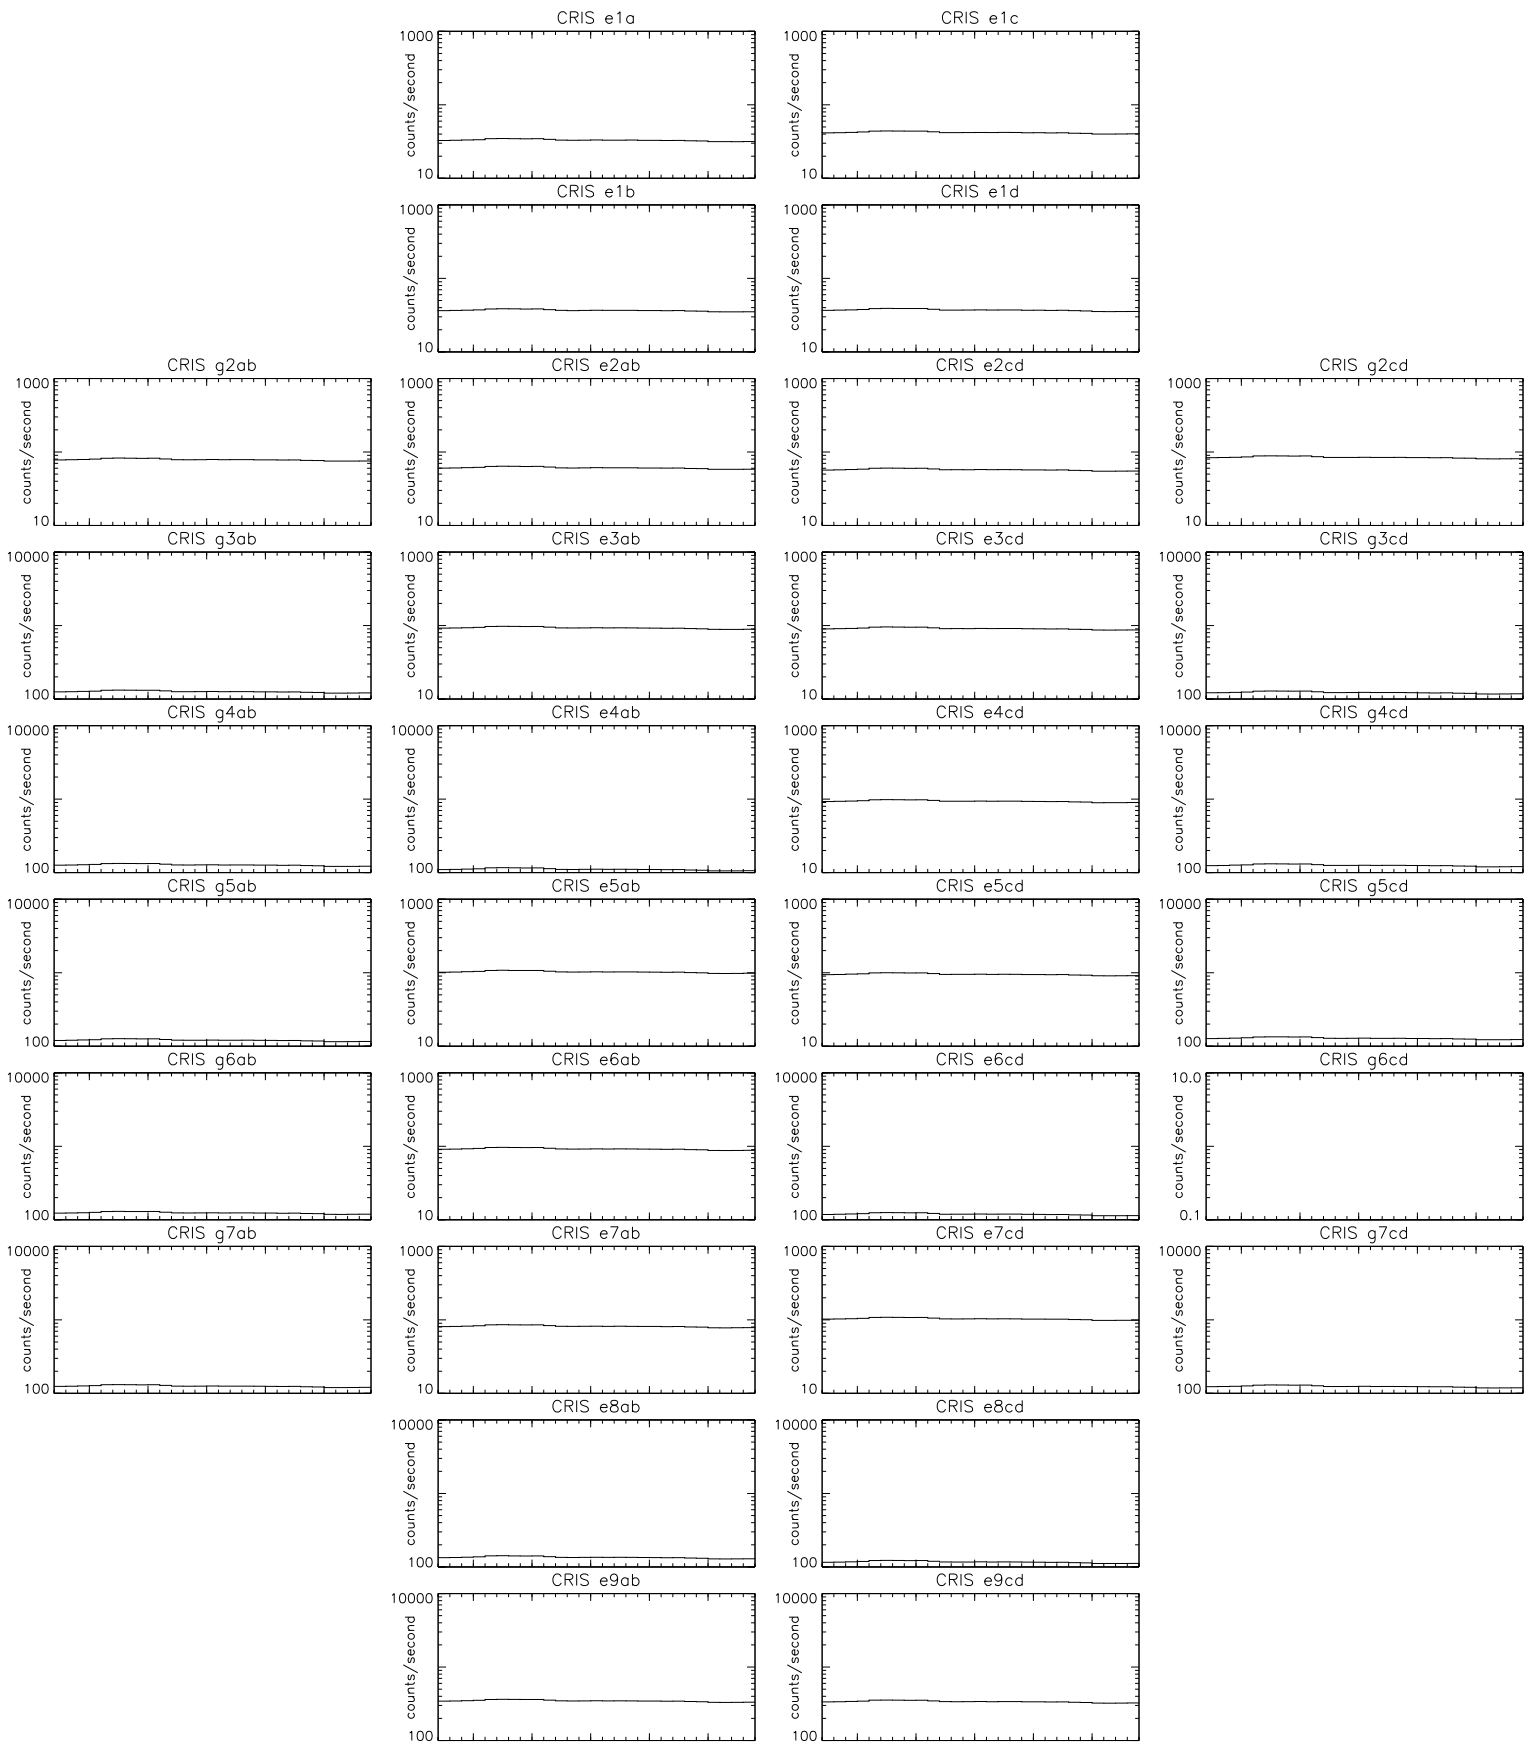 CRIS e1a
1000
counts/second
10
CRIS e1c
1000
counts/second
10
CRIS e1b
1000
counts/second
10
CRIS e1d
1000
counts/second
10
CRIS g2ab
1000
counts/second
10
CRIS e2ab
1000
counts/second
10
CRIS e2cd
1000
counts/second
10
CRIS g2cd
1000
counts/second
10
CRIS g3ab
10000
counts/second
100
CRIS e3ab
1000
counts/second
10
CRIS e3cd
1000
counts/second
10
CRIS g3cd
10000
counts/second
100
CRIS g4ab
10000
counts/second
100
CRIS e4ab
10000
counts/second
100
CRIS e4cd
1000
counts/second
10
CRIS g4cd
10000
counts/second
100
CRIS g5ab
10000
counts/second
100
CRIS e5ab
1000
counts/second
10
CRIS e5cd
1000
counts/second
10
CRIS g5cd
10000
counts/second
100
CRIS g6ab
10000
counts/second
100
CRIS e6ab
1000
counts/second
10
CRIS e6cd
10000
counts/second
100
CRIS g6cd
10.0
counts/second
0.1
CRIS g7ab
10000
counts/second
100
CRIS e7ab
1000
counts/second
10
CRIS e7cd
1000
counts/second
10
CRIS g7cd
10000
counts/second
100
CRIS e8ab
10000
counts/second
100
CRIS e8cd
10000
counts/second
100
CRIS e9ab
10000
counts/second
100
CRIS e9cd
10000
counts/second
100